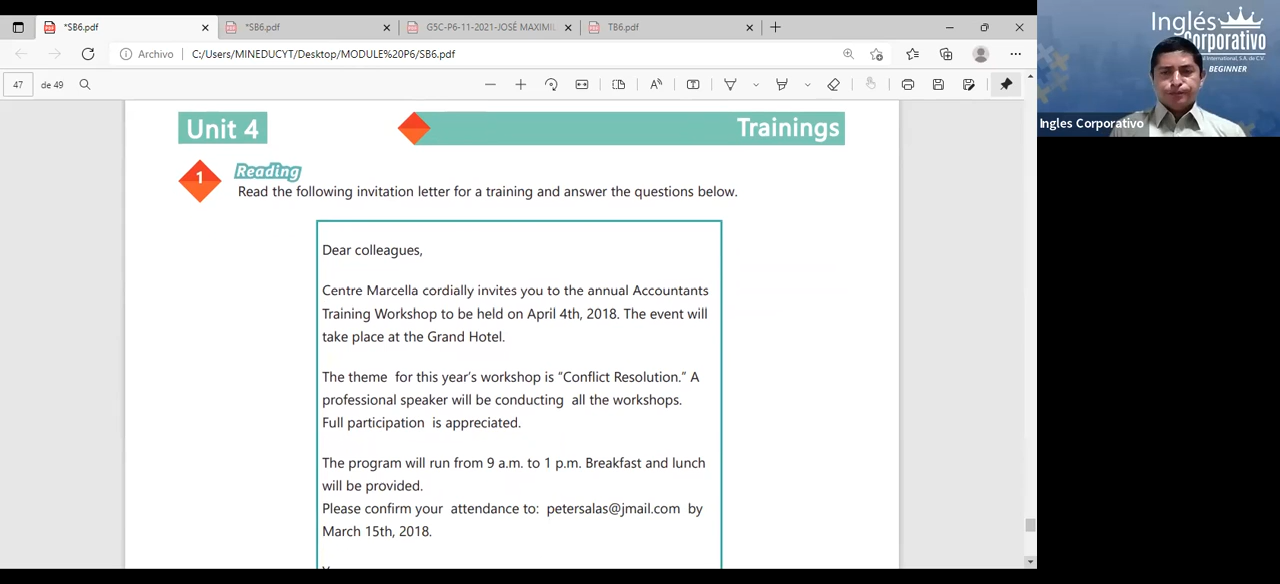 *SB6.pdf
*SB6.pdf
G5C-P6-11-2021-JOSÉ MAXIMI
TB6.pdf
Archivo
C:/Users/MINEDUCYT/Desktop/MODULE%20P6/SB6.pdf
47
de 49
Inglés
Corporativo
International, S.A. de C.V.
BEGINNER
Ingles Corporativo
Unit 4
Trainings
1
Reading
Read the following invitation letter for a training and answer the questions below.
Dear colleagues,
Centre Marcella cordially invites you to the annual Accountants
Training Workshop to be held on April 4th, 2018. The event will
take place at the Grand Hotel.
The theme for this year's workshop is “Conflict Resolution.” A
professional speaker will be conducting all the workshops.
Full participation is appreciated.
The program will run from 9 a.m. to 1 p.m. Breakfast and lunch
will be provided.
Please confirm your attendance to: petersalas@jmail.com by
March 15th, 2018.